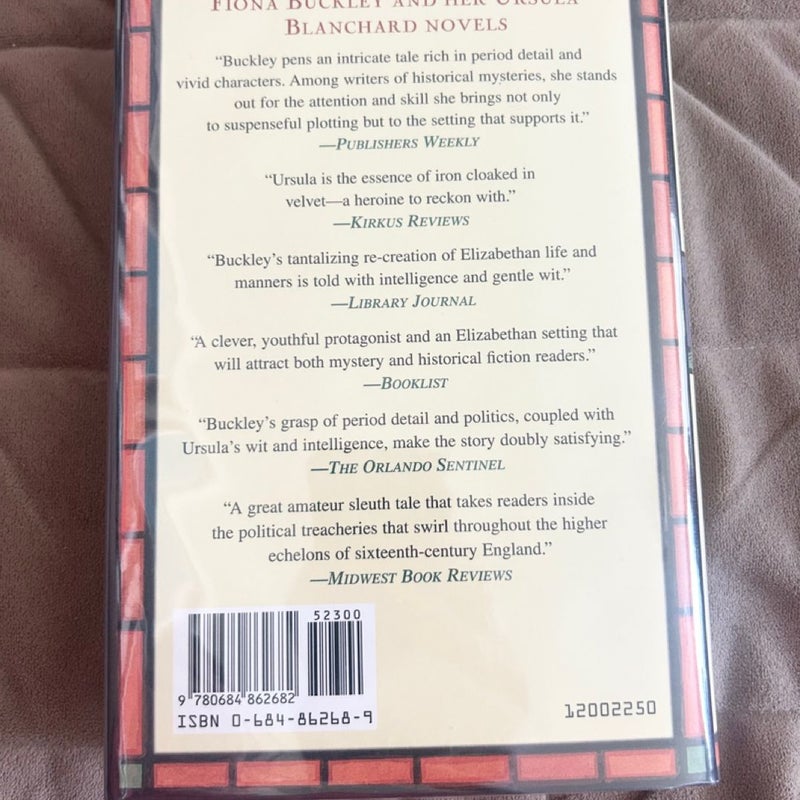 FIONA BUCKLEY AND HER URSULA
BLANCHARD NOVELS
“Buckley pens an intricate tale rich in period detail and
vivid characters. Among writers of historical mysteries, she stands
out for the attention and skill she brings not only
to suspenseful plotting but to the setting that supports it.”
—PUBLISHERS WEEKLY
“Ursula is the essence of iron cloaked in
velvet—a heroine to reckon with.”
—KIRKUS REVIEWS
“Buckley’s tantalizing re-creation of Elizabethan life and
manners is told with intelligence and gentle wit.”
—LIBRARY JOURNAL
“A clever, youthful protagonist and an Elizabethan setting that
will attract both mystery and historical fiction readers.”
—BOOKLIST
“Buckley’s grasp of period detail and politics, coupled with
Ursula’s wit and intelligence, make the story doubly satisfying.”
—THE ORLANDO SENTINEL
“A great amateur sleuth tale that takes readers inside
the political treacheries that swirl throughout the higher
echelons of sixteenth-century England.”
—MIDWEST BOOK REVIEWS
52300
9 780684 862682
ISBN 0-684-86268-9
12002250